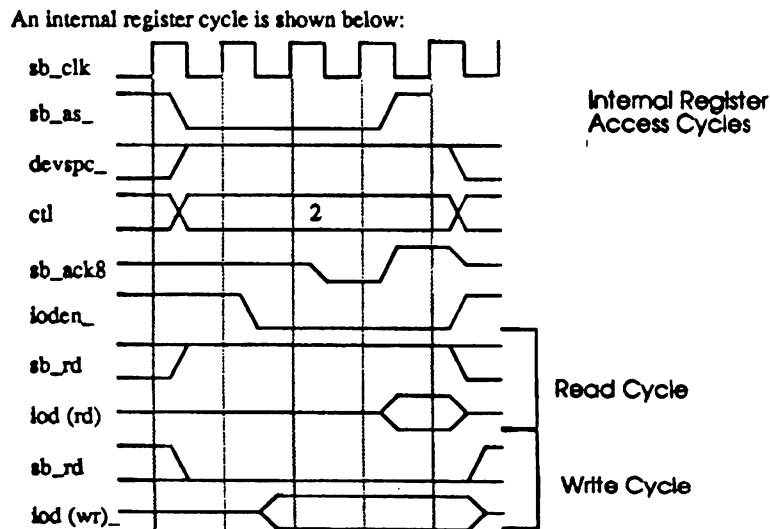 An internal register cycle is shown below:
sb_clk
sb_as_
Internal Register
Access Cycles
devspc_
ctl
2
sb_ack8
ioden_
sb_rd
Read Cycle
iod (rd)
sb_rd
Write Cycle
iod (wr)_